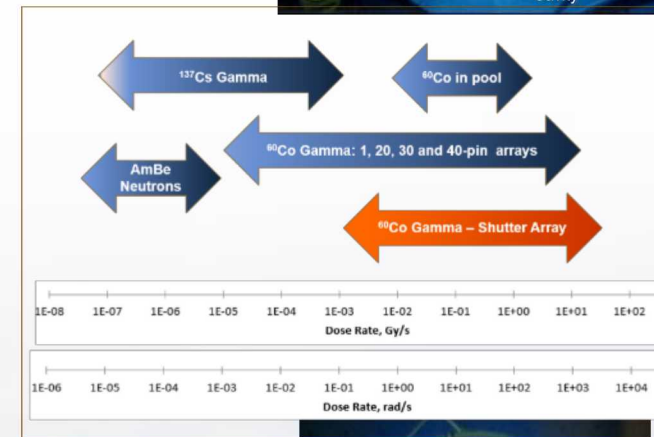 ¹³⁷Cs Gamma
⁶⁰Co in pool
⁶⁰Co Gamma: 1, 20, 30 and 40-pin arrays
AmBe
Neutrons
⁶⁰Co Gamma – Shutter Array
1E-08 1E-07 1E-06 1E-05 1E-04 1E-03 1E-02 1E-01 1E+00 1E+01 1E+02
Dose Rate, Gy/s
1E-06 1E-05 1E-04 1E-03 1E-02 1E-01 1E+00 1E+01 1E+02 1E+03 1E+04
Dose Rate, rad/s